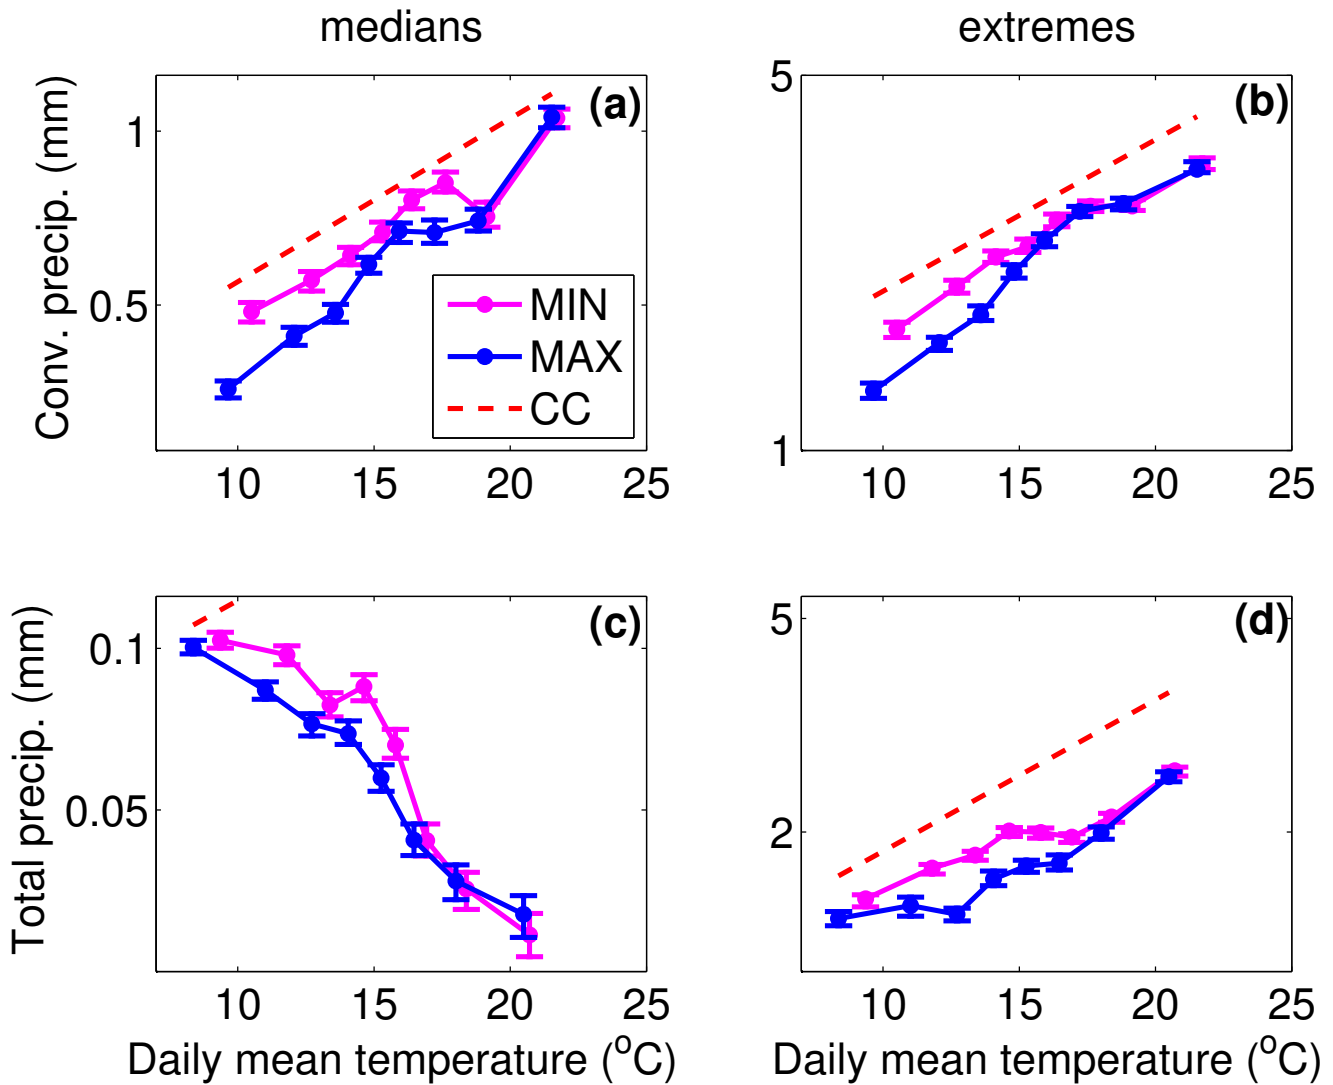 medians
extremes
Conv. precip. (mm)
1
0.5
(a)
MIN
MAX
CC
10 15 20 25
5
1
(b)
10 15 20 25
Total precip. (mm)
0.1
0.05
(c)
10 15 20 25
Daily mean temperature (°C)
5
2
(d)
10 15 20 25
Daily mean temperature (°C)